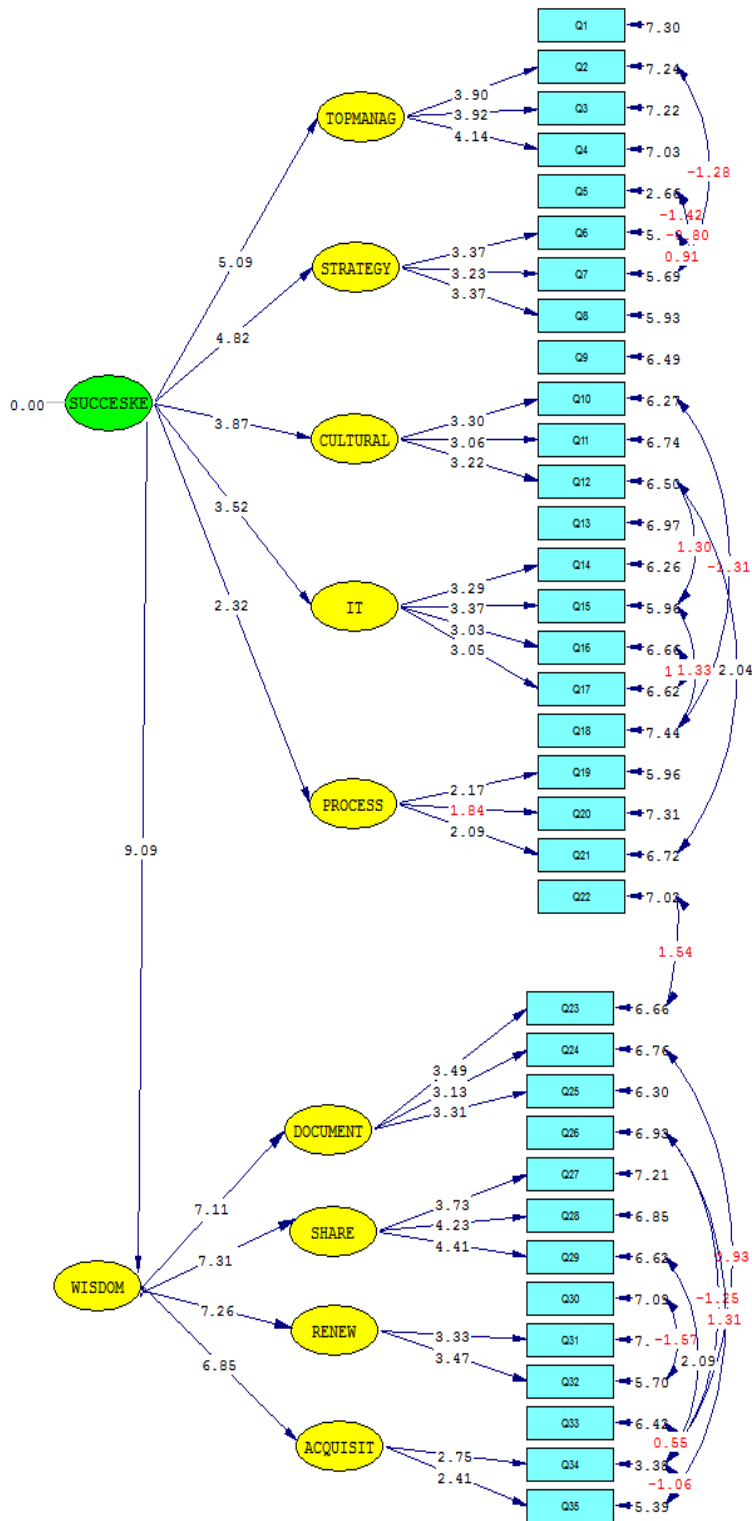 Q1 7.30
Q2 7.24
3.90
TOPMANAG 3.92 Q3 7.22
4.14
Q4 7.03
-1.28
Q5 2.66
-1.42
Q6 5.
3.37
0.91
STRATEGY 3.23 Q7 5.69
5.09
3.37
Q8 5.93
4.82
Q9 6.49
0.00 SUCCESKE
Q10 6.27
3.87
3.30
CULTURAL 3.06 Q11 6.74
3.22
Q12 6.50
3.52
Q13 6.97
1.30
-1.31
Q14 6.26
3.29
2.32
IT 3.37 Q15 5.96
3.03
Q16 6.66
3.05
1.33 2.04
Q17 6.62
Q18 7.44
Q19 5.96
2.17
PROCESS 1.84 Q20 7.31
2.09
Q21 6.72
9.09
Q22 7.03
1.54
Q23 6.66
Q24 6.76
3.49
3.13
3.31
Q25 6.30
DOCUMENT
Q26 6.93
Q27 7.21
3.73
7.11
4.23 Q28 6.85
SHARE
4.41
Q29 6.62
7.31
WISDOM
-1.25
Q30 7.09
7.26
1.31
RENEW 3.33 Q31 7.
-1.57
3.47
2.09
6.85
Q32 5.70
Q33 6.42
0.55
ACQUISIT 2.75 Q34 3.38
2.41
-1.06
Q35 5.39